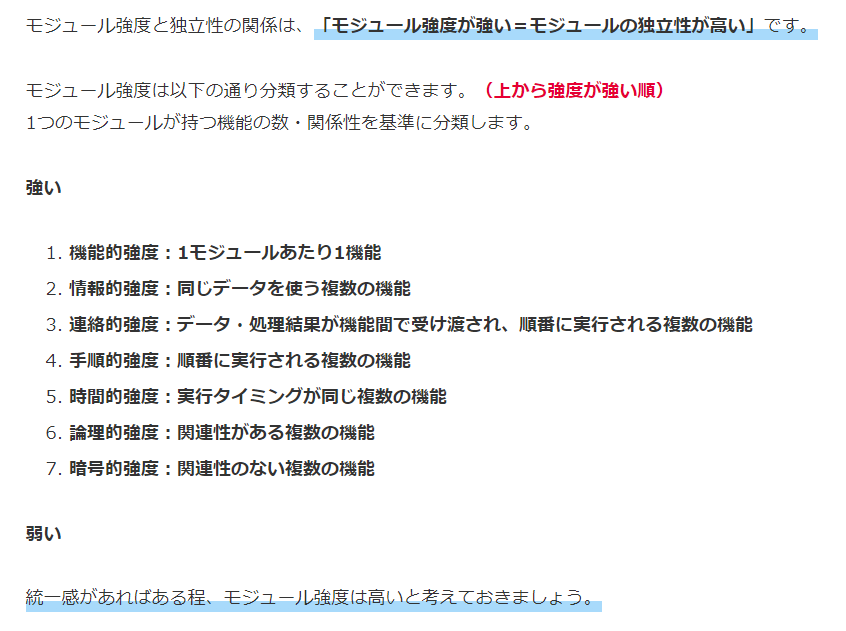 モジュール強度と独立性の関係は、「モジュール強度が強い＝モジュールの独立性が高い」です。
モジュール強度は以下の通り分類することができます。（上から強度が強い順）
1つのモジュールが持つ機能の数・関係性を基準に分類します。
強い
1. 機能的強度：1モジュールあたり1機能
2. 情報的強度：同じデータを使う複数の機能
3. 連絡的強度：データ・処理結果が機能間で受け渡され、順番に実行される複数の機能
4. 手順的強度：順番に実行される複数の機能
5. 時間的強度：実行タイミングが同じ複数の機能
6. 論理的強度：関連性がある複数の機能
7. 暗号的強度：関連性のない複数の機能
弱い
統一感があればある程、モジュール強度は高いと考えておきましょう。